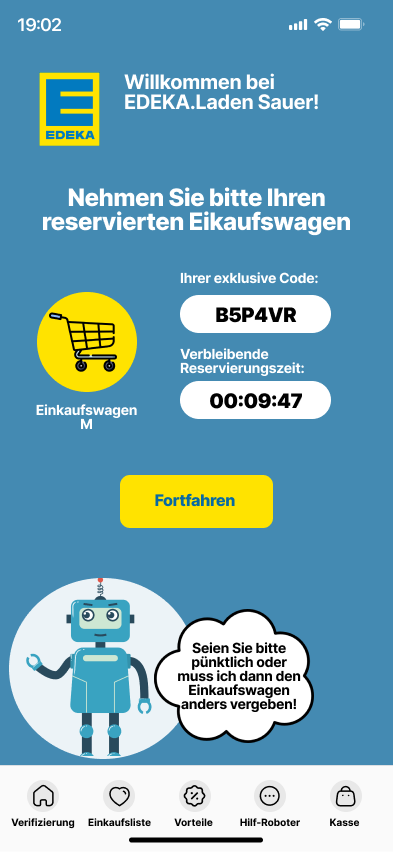 19:02
EDEKA
Willkommen bei
EDEKA.Laden Sauer!
Nehmen Sie bitte Ihren
reservierten Eikaufswagen
Ihrer exklusive Code:
B5P4VR
Verbleibende
Reservierungszeit:
00:09:47
Einkaufswagen
M
Fortfahren
Seien Sie bitte
pünktlich oder
muss ich dann den
Einkaufswagen
anders vergeben!
Verifizierung Einkaufsliste Vorteile Hilf-Roboter Kasse